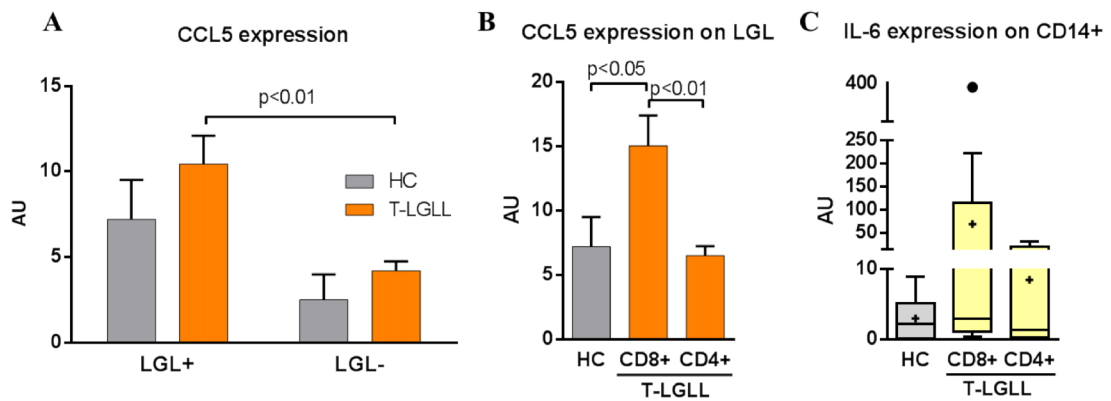 A
CCL5 expression
15
10
5
0
AU
p<0.01
HC
T-LGLL
LGL+
LGL-
B
CCL5 expression on LGL
p<0.05
p<0.01
20
15
10
5
0
AU
HC
CD8+
CD4+
T-LGLL
C
IL-6 expression on CD14+
400
250
200
150
100
50
10
0
AU
HC
CD8+
CD4+
T-LGLL